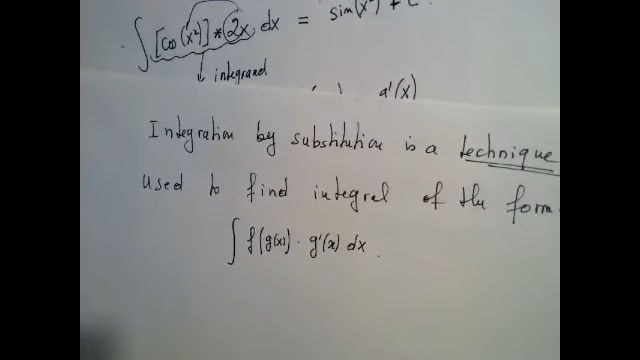 ∫ [cos(x²)] * 2x dx = sin(x²) + C
integrand
g'(x)
Integration by substitution is a technique
used to find integral of the form
∫ f(g(x)) · g'(x) dx.